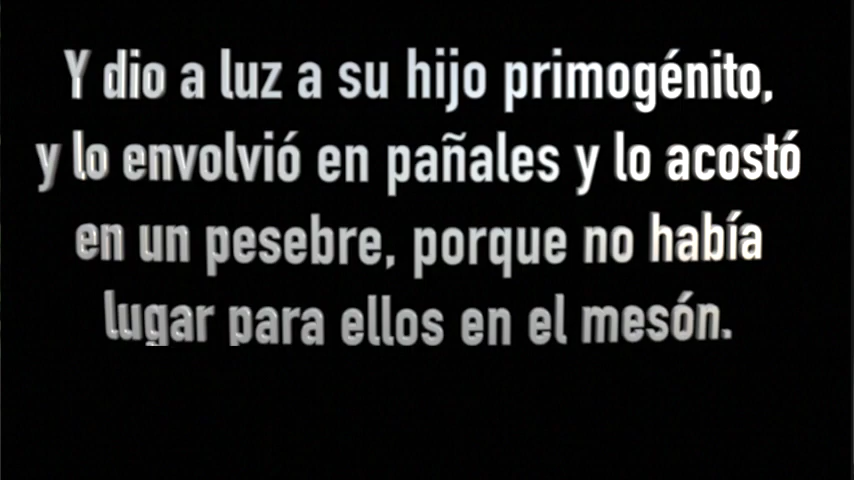 Y dio a luz a su hijo primogénito,
y lo envolvió en pañales y lo acostó
en un pesebre, porque no había
lugar para ellos en el mesón.